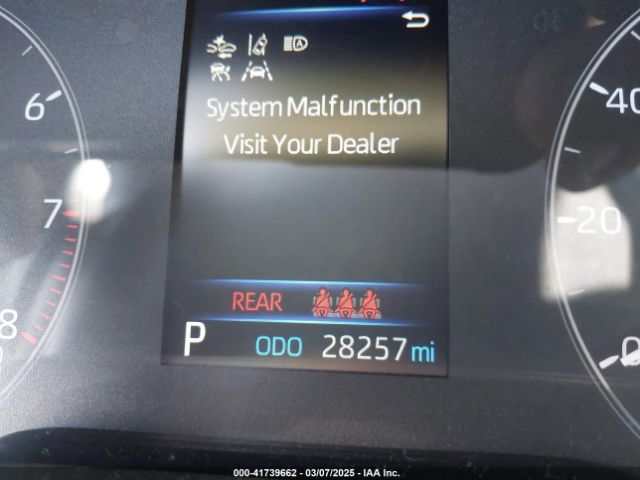 6
7
8
40
20
0
A
System Malfunction
Visit Your Dealer
REAR
P ODO 28257 mi
000-41739662 - 03/07/2025 - IAA Inc.